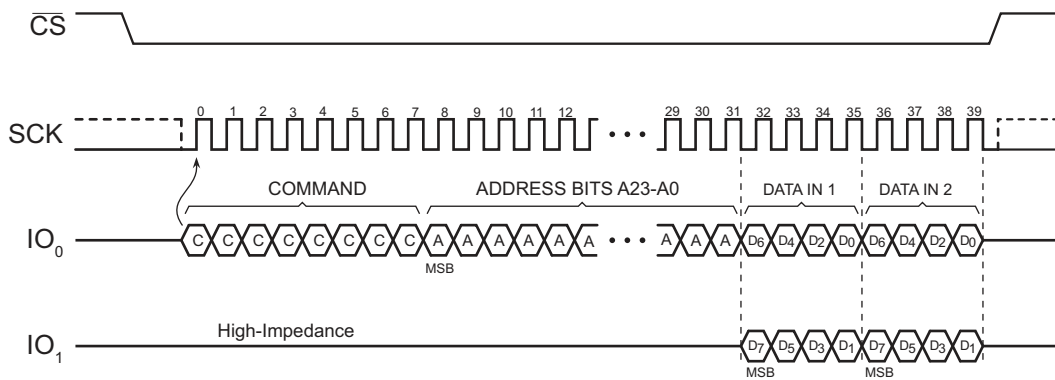 CS
0 1 2 3 4 5 6 7 8 9 10 11 12 29 30 31 32 33 34 35 36 37 38 39
SCK
COMMAND ADDRESS BITS A23-A0 DATA IN 1 DATA IN 2
IO0 C C C C C C C C A A A A A A A A A D6 D4 D2 D0 D6 D4 D2 D0
MSB
High-Impedance
IO1 D7 D5 D3 D1 D7 D5 D3 D1
MSB MSB